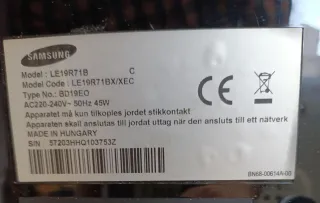 SAMSUNG
Model : LE19R71B C
Model Code : LE19R71BX/XEC
Type No.: BD19EO
AC220-240V~ 50Hz 45W
Apparatet må kun tilkoples jordet stikkontakt
Apparaten skall anslutas till jordat uttag när den ansluts till ett nätverk
MADE IN HUNGARY
S/N : 37203HHQ103753Z
CE
BN68-00614A-00